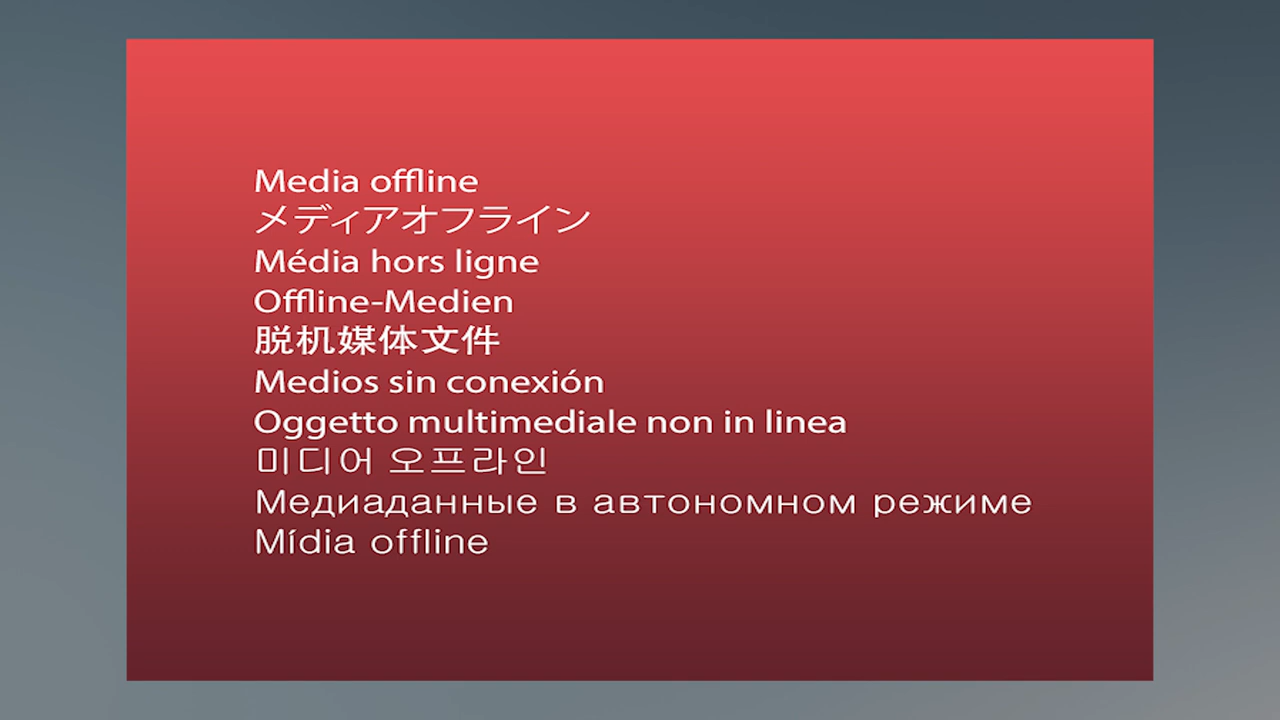 Media offline
メディアオフライン
Média hors ligne
Offline-Medien
脱机媒体文件
Medios sin conexión
Oggetto multimediale non in linea
미디어 오프라인
Медиаданные в автономном режиме
Mídia offline